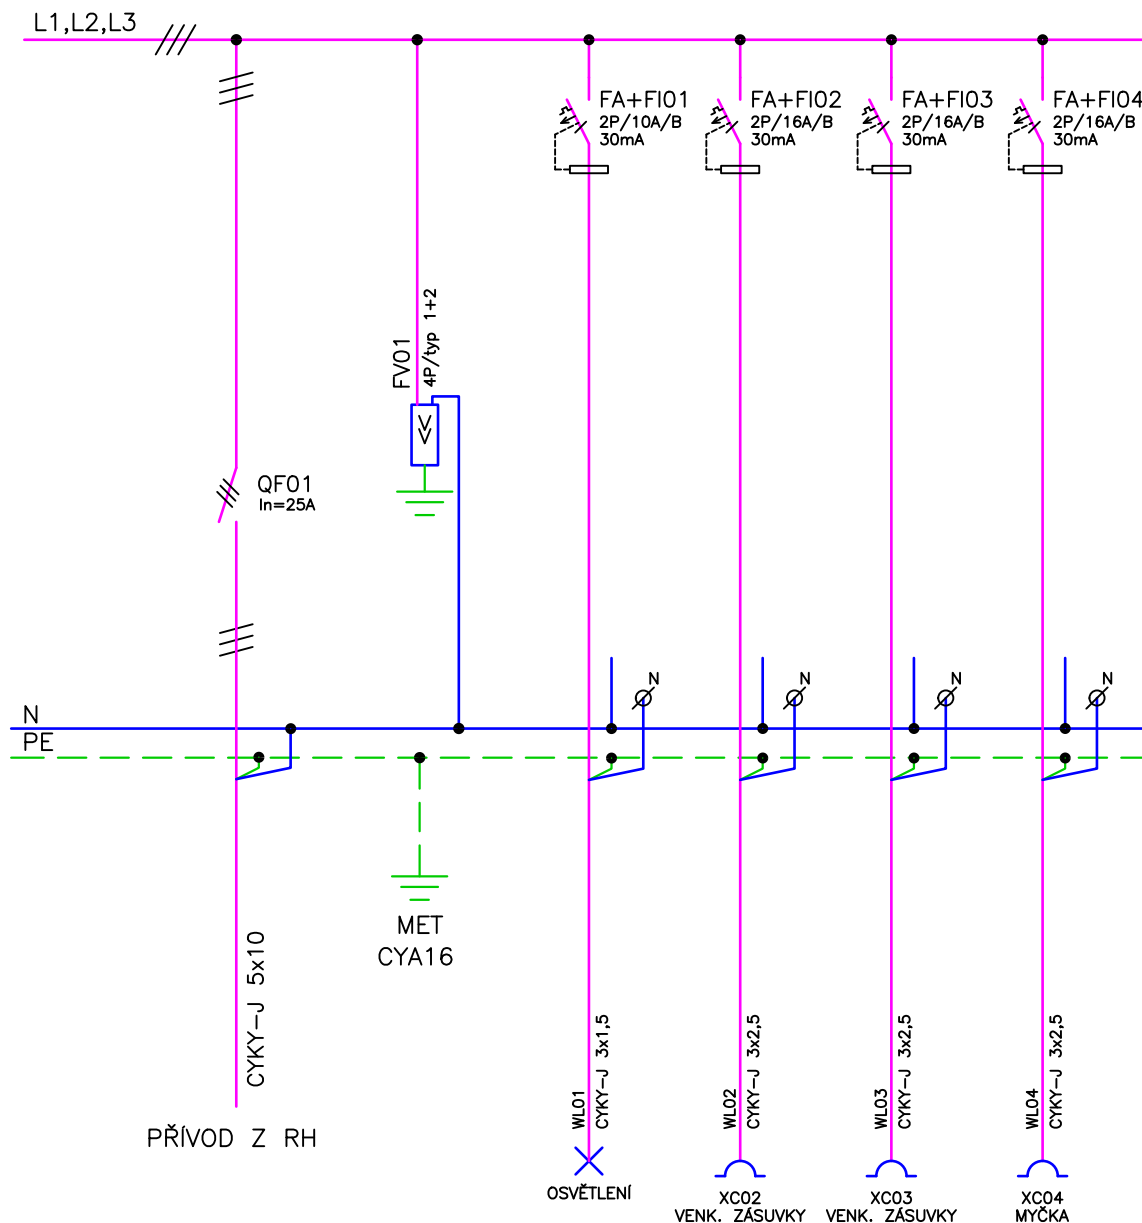 L1,L2,L3
FA+FI01
2P/10A/B
30mA
FA+FI02
2P/16A/B
30mA
FA+FI03
2P/16A/B
30mA
FA+FI04
2P/16A/B
30mA
FV01
4P/typ 1+2
QF01
In=25A
N
N
N
N
N
PE
MET
CYA16
CYKY-J 5x10
PŘÍVOD Z RH
WL01
CYKY-J 3x1,5
WL02
CYKY-J 3x2,5
WL03
CYKY-J 3x2,5
WL04
CYKY-J 3x2,5
OSVĚTLENÍ
XC02
VENK. ZÁSUVKY
XC03
VENK. ZÁSUVKY
XC04
MYČKA